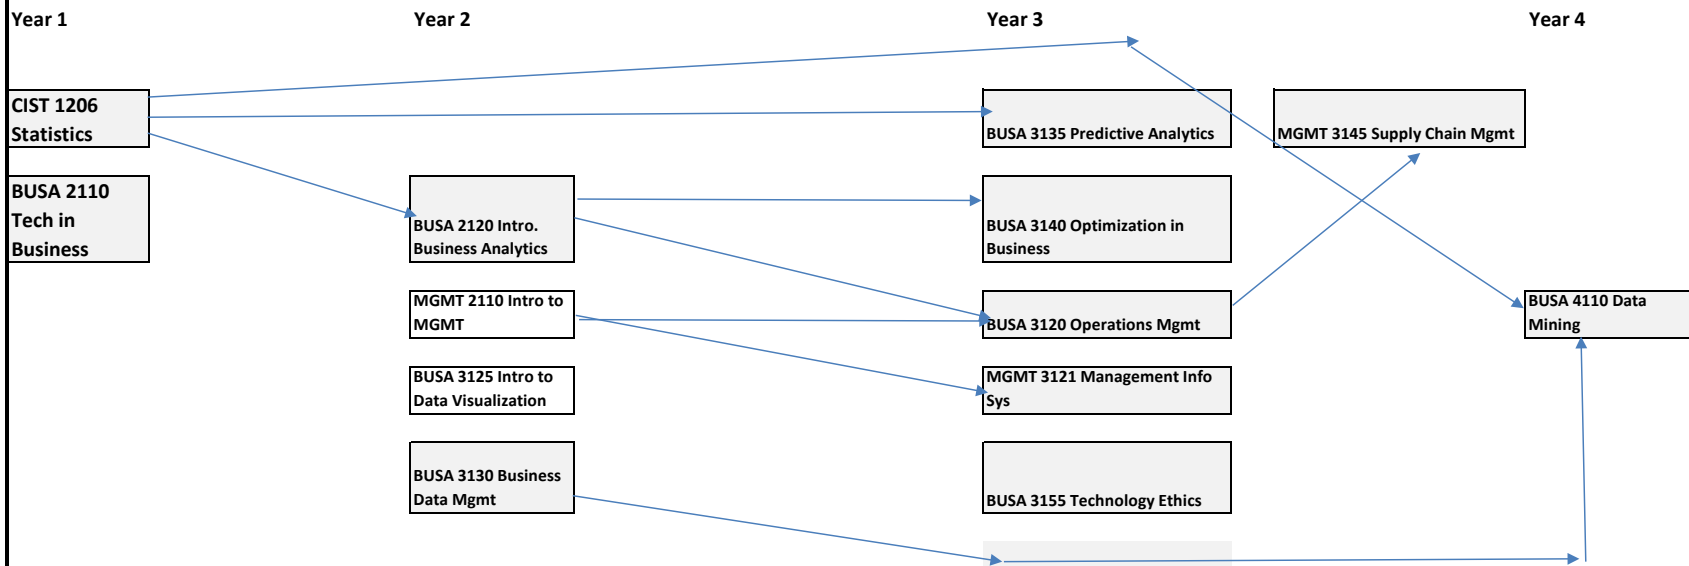 Year 1
Year 2
Year 3
Year 4
CIST 1206
Statistics
BUSA 3135 Predictive Analytics
MGMT 3145 Supply Chain Mgmt
BUSA 2110
Tech in
Business
BUSA 2120 Intro.
Business Analytics
BUSA 3140 Optimization in
Business
MGMT 2110 Intro to
MGMT
BUSA 3120 Operations Mgmt
BUSA 4110 Data
Mining
BUSA 3125 Intro to
Data Visualization
MGMT 3121 Management Info
Sys
BUSA 3130 Business
Data Mgmt
BUSA 3155 Technology Ethics